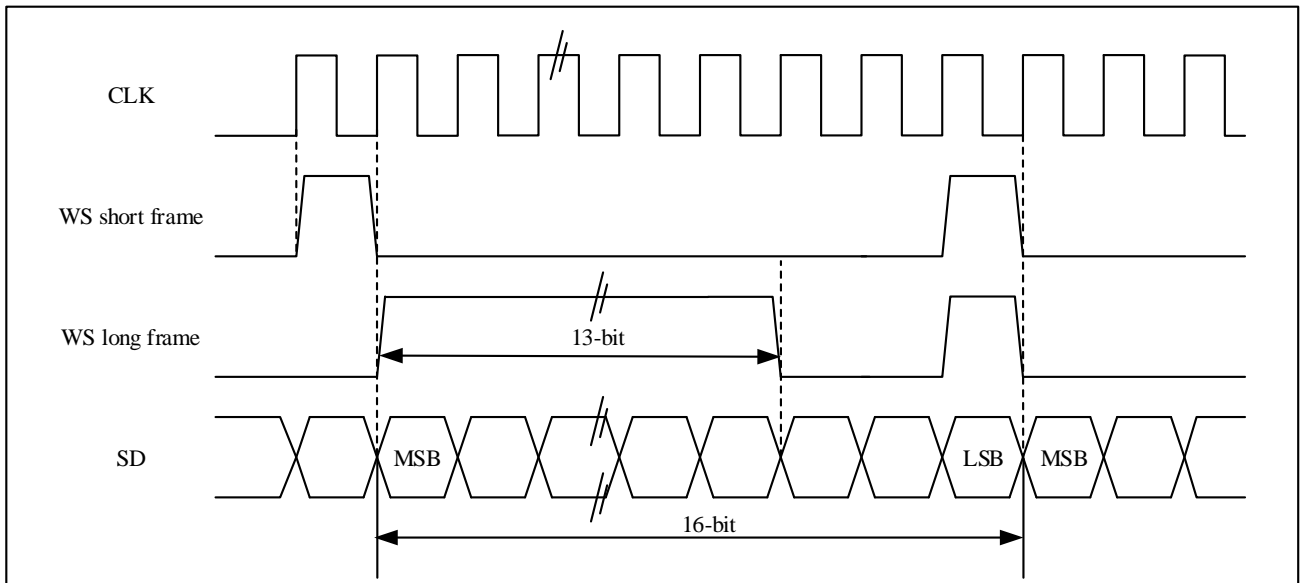 CLK
WS short frame
WS long frame
13-bit
SD
MSB
LSB
MSB
16-bit